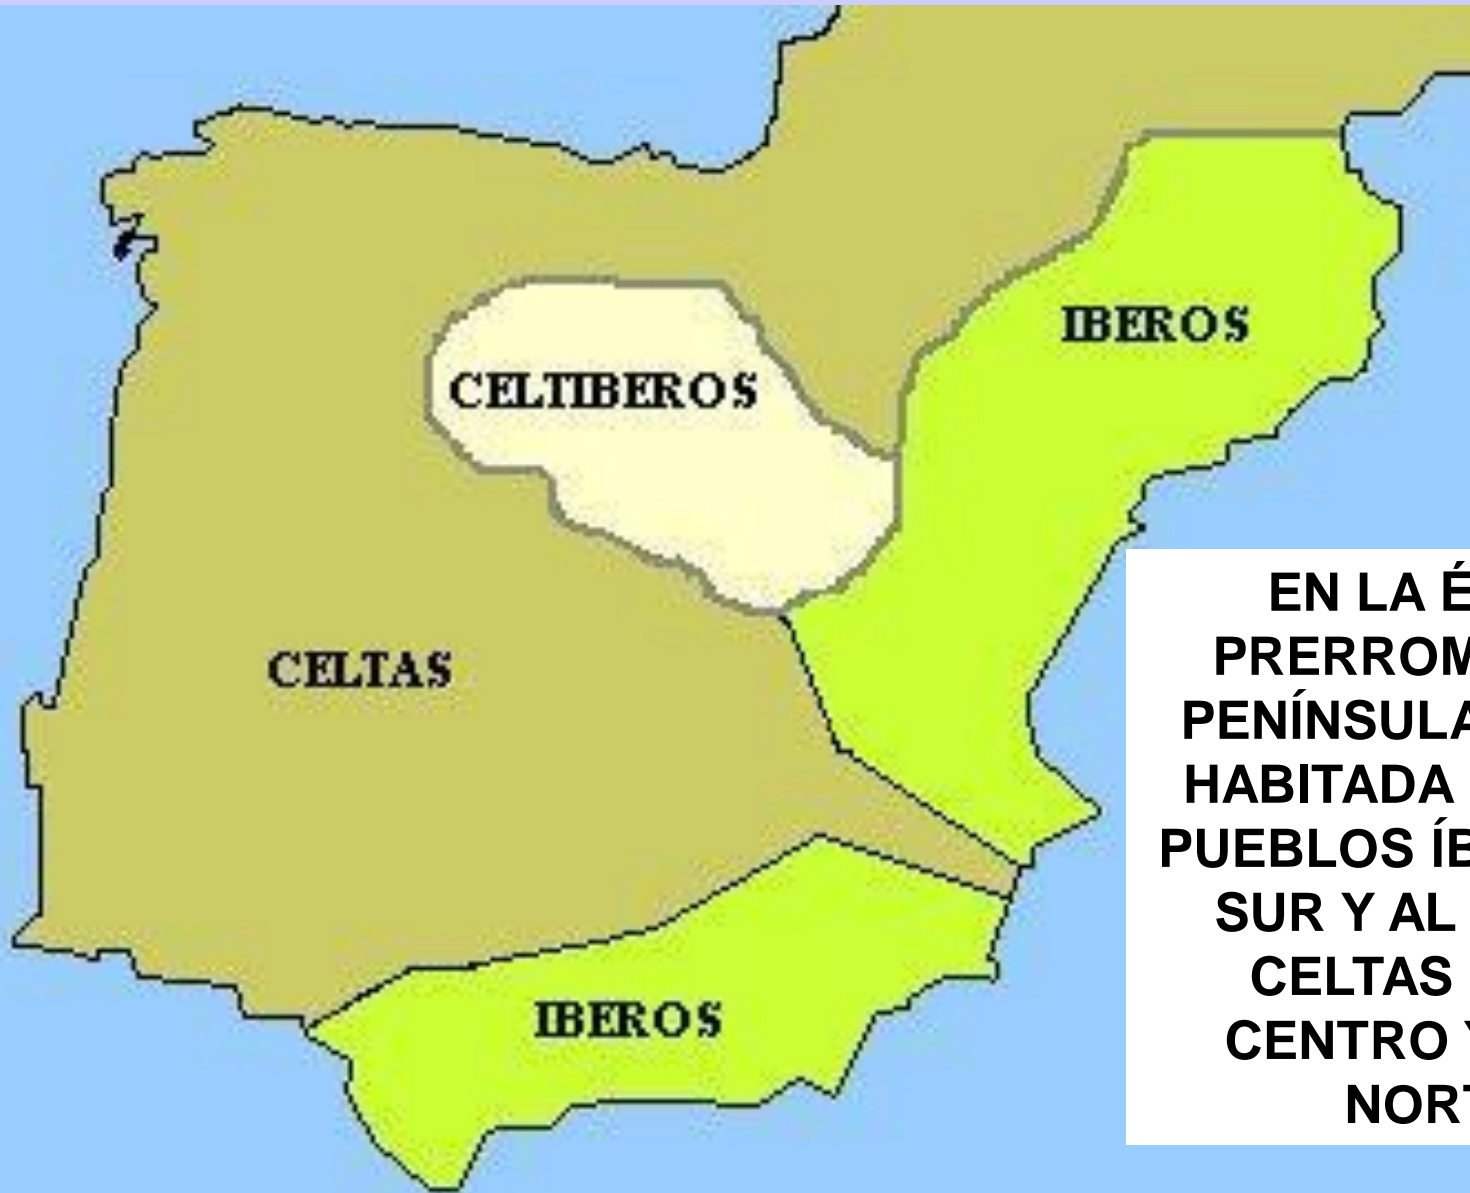 IBEROS
CELTIBEROS
CELTAS
IBEROS
EN LA
PRERROM
PENÍNSULA
HABITADA
PUEBLOS ÍB
SUR Y AL
CELTAS
CENTRO Y
NORT